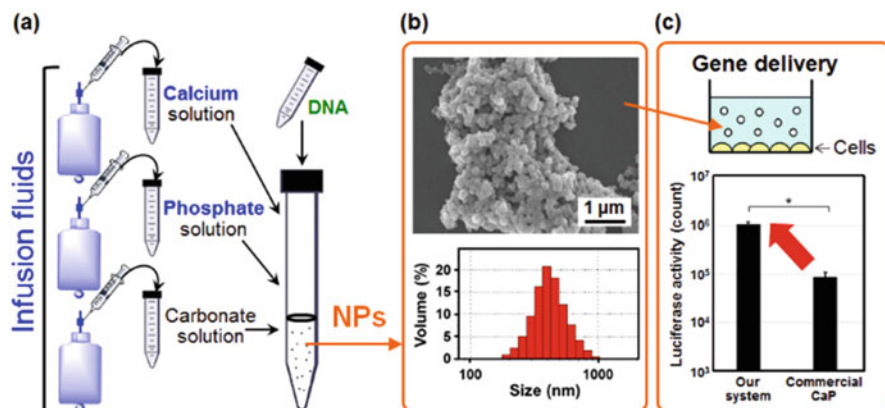 (a)
Infusion fluids
Calcium
solution
Phosphate
solution
Carbonate
solution
DNA
NPs
(b)
1 µm
Volume (%)
20
15
10
5
0
100
1000
Size (nm)
(c)
Gene delivery
Cells
Luciferase activity (count)
10⁷
10⁶
10⁵
10⁴
10³
*
Our
system
Commercial
CaP